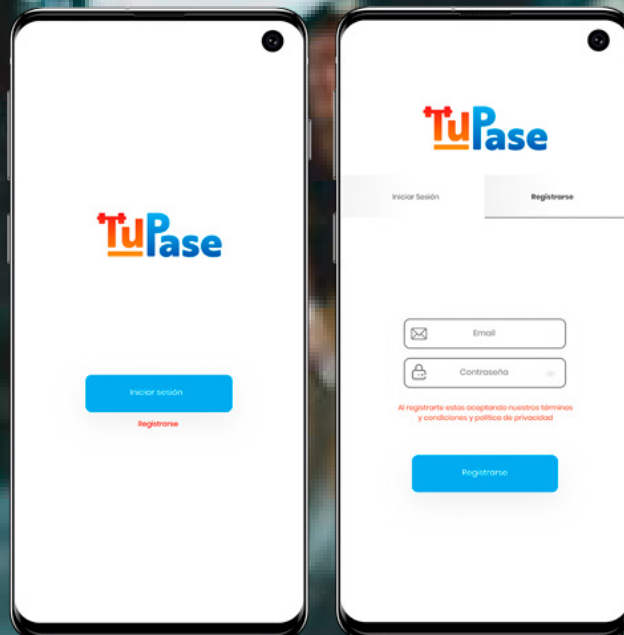 TuPase
Iniciar sesión
Registrarse
TuPase
Iniciar Sesión
Registrarse
Email
Contraseña
Al registrarte estas aceptando nuestros términos
y condiciones y política de privacidad
Registrarse